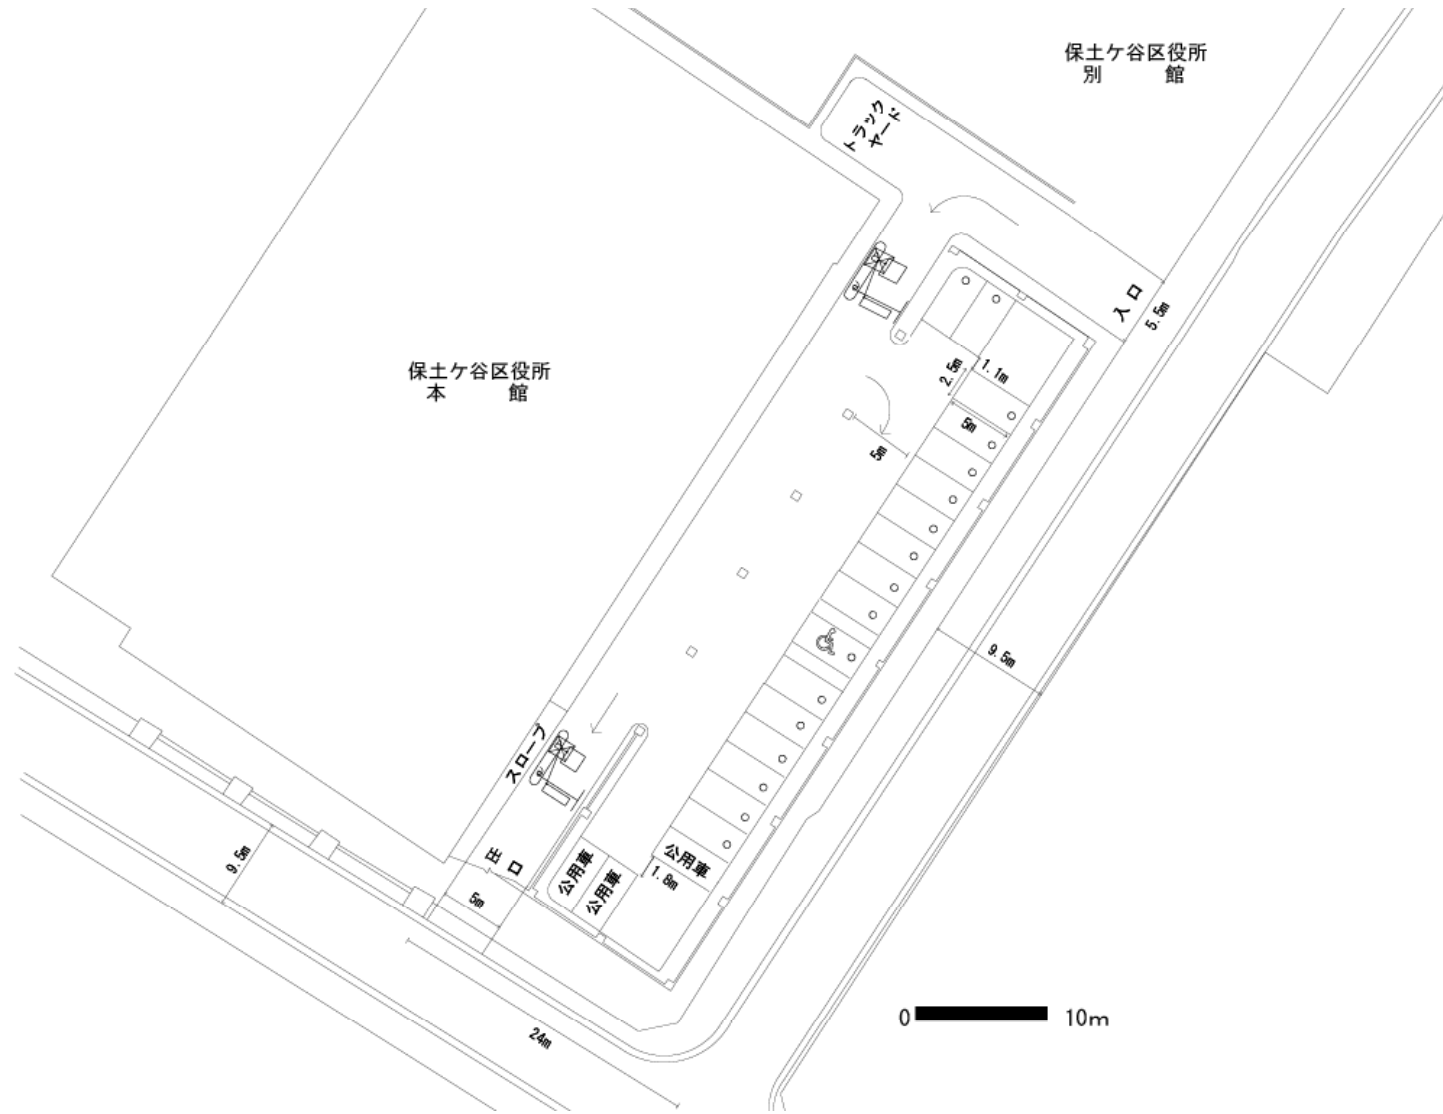 保土ケ谷区役所
別 館
トラック
ヤード
入口
5.5m
2.5m
1.1m
5m
5m
保土ケ谷区役所
本 館
9.5m
スロープ
出口
9.5m
5m
公用車
公用車
公用車
1.8m
24m
0 10m